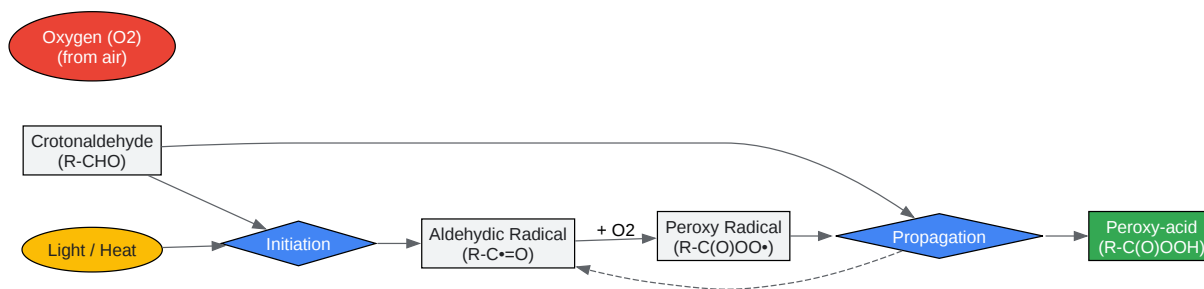 Oxygen (O2)
(from air)
Crotonaldehyde
(R-CHO)
Light / Heat
Initiation
Aldehydic Radical
(R-C•=O)
+ O2
Peroxy Radical
(R-C(O)OO•)
Propagation
Peroxy-acid
(R-C(O)OOH)